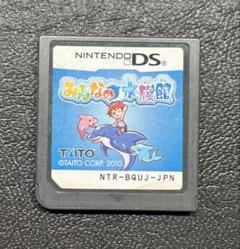 NINTENDO DS
みんなの水族館
TAITO
©TAITO CORP. 2010
NTR-BQUJ-JPN